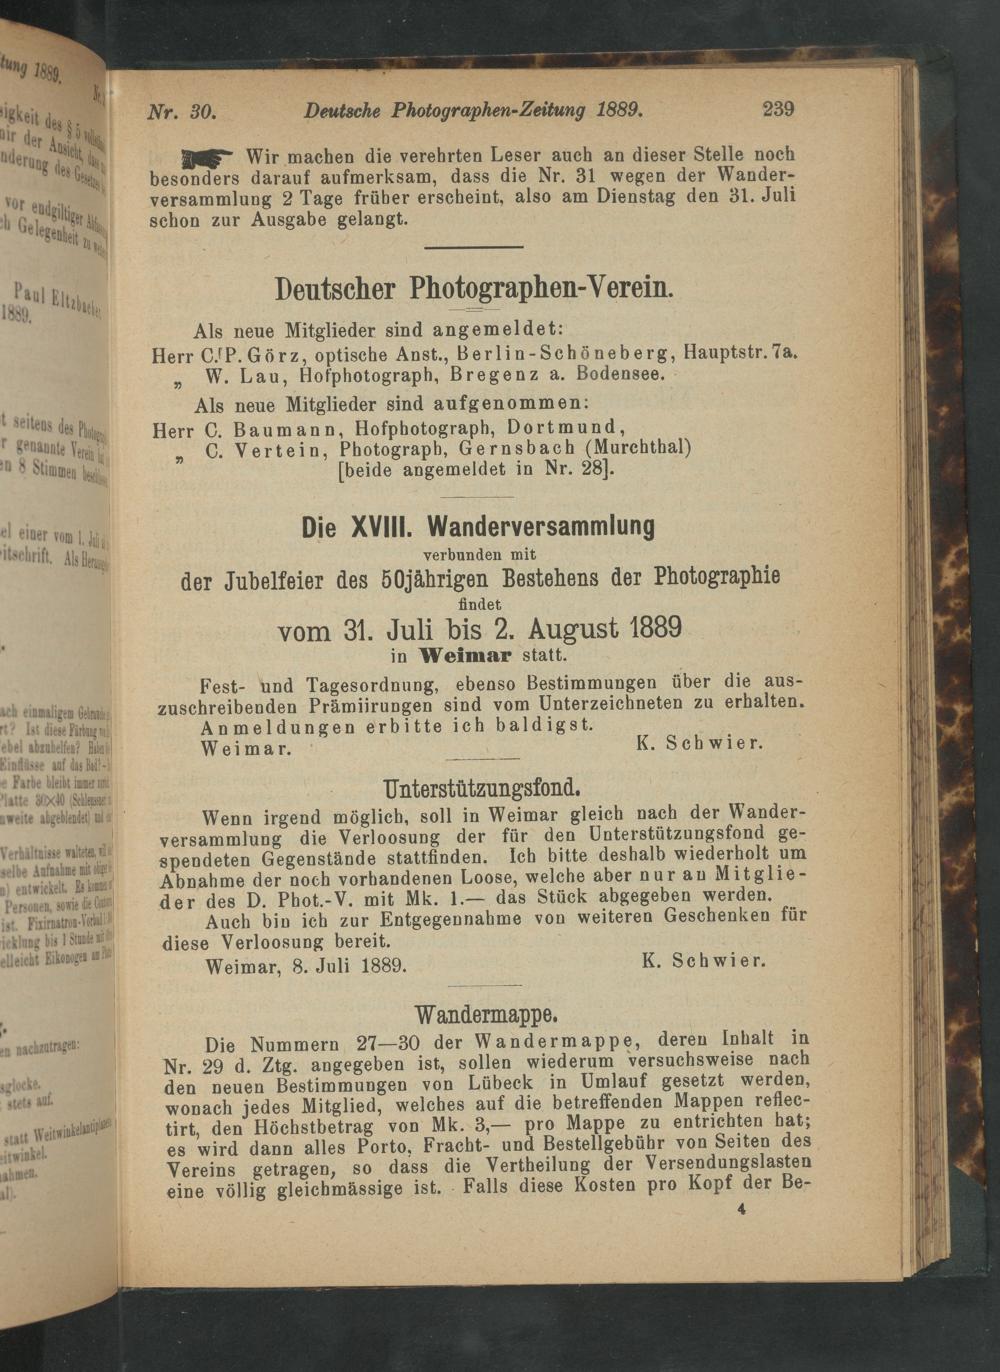 tung 1889.
Paul Eltzbacher
1889.
Nr. 30. Deutsche Photographen-Zeitung 1889. 239
Wir machen die verehrten Leser auch an dieser Stelle noch
besonders darauf aufmerksam, dass die Nr. 31 wegen der Wander-
versammlung 2 Tage früher erscheint, also am Dienstag den 31. Juli
schon zur Ausgabe gelangt.
Deutscher Photographen-Verein.
Als neue Mitglieder sind angemeldet:
Herr C. P. Görz, optische Anst., Berlin-Schöneberg, Hauptstr. 7a.
„ W. Lau, Hofphotograph, Bregenz a. Bodensee.
Als neue Mitglieder sind aufgenommen:
Herr C. Baumann, Hofphotograph, Dortmund,
„ C. Vertein, Photograph, Gernsbach (Murchthal)
[beide angemeldet in Nr. 28].
Die XVIII. Wanderversammlung
verbunden mit
der Jubelfeier des 50jährigen Bestehens der Photographie
findet
vom 31. Juli bis 2. August 1889
in Weimar statt.
Fest- und Tagesordnung, ebenso Bestimmungen über die aus-
zuschreibenden Prämiirungen sind vom Unterzeichneten zu erhalten.
Anmeldungen erbitte ich baldigst.
Weimar. K. Schwier.
Unterstützungsfond.
Wenn irgend möglich, soll in Weimar gleich nach der Wander-
versammlung die Verloosung der für den Unterstützungsfond ge-
spendeten Gegenstände stattfinden. Ich bitte deshalb wiederholt um
Abnahme der noch vorhandenen Loose, welche aber nur an Mitglie-
der des D. Phot.-V. mit Mk. 1.— das Stück abgegeben werden.
Auch bin ich zur Entgegennahme von weiteren Geschenken für
diese Verloosung bereit.
Weimar, 8. Juli 1889. K. Schwier.
Wandermappe.
Die Nummern 27—30 der Wandermappe, deren Inhalt in
Nr. 29 d. Ztg. angegeben ist, sollen wiederum versuchsweise nach
den neuen Bestimmungen von Lübeck in Umlauf gesetzt werden,
wonach jedes Mitglied, welches auf die betreffenden Mappen reflec-
tirt, den Höchstbetrag von Mk. 3,— pro Mappe zu entrichten hat;
es wird dann alles Porto, Fracht- und Bestellgebühr von Seiten des
Vereins getragen, so dass die Vertheilung der Versendungslasten
eine völlig gleichmässige ist. Falls diese Kosten pro Kopf der Be-
4